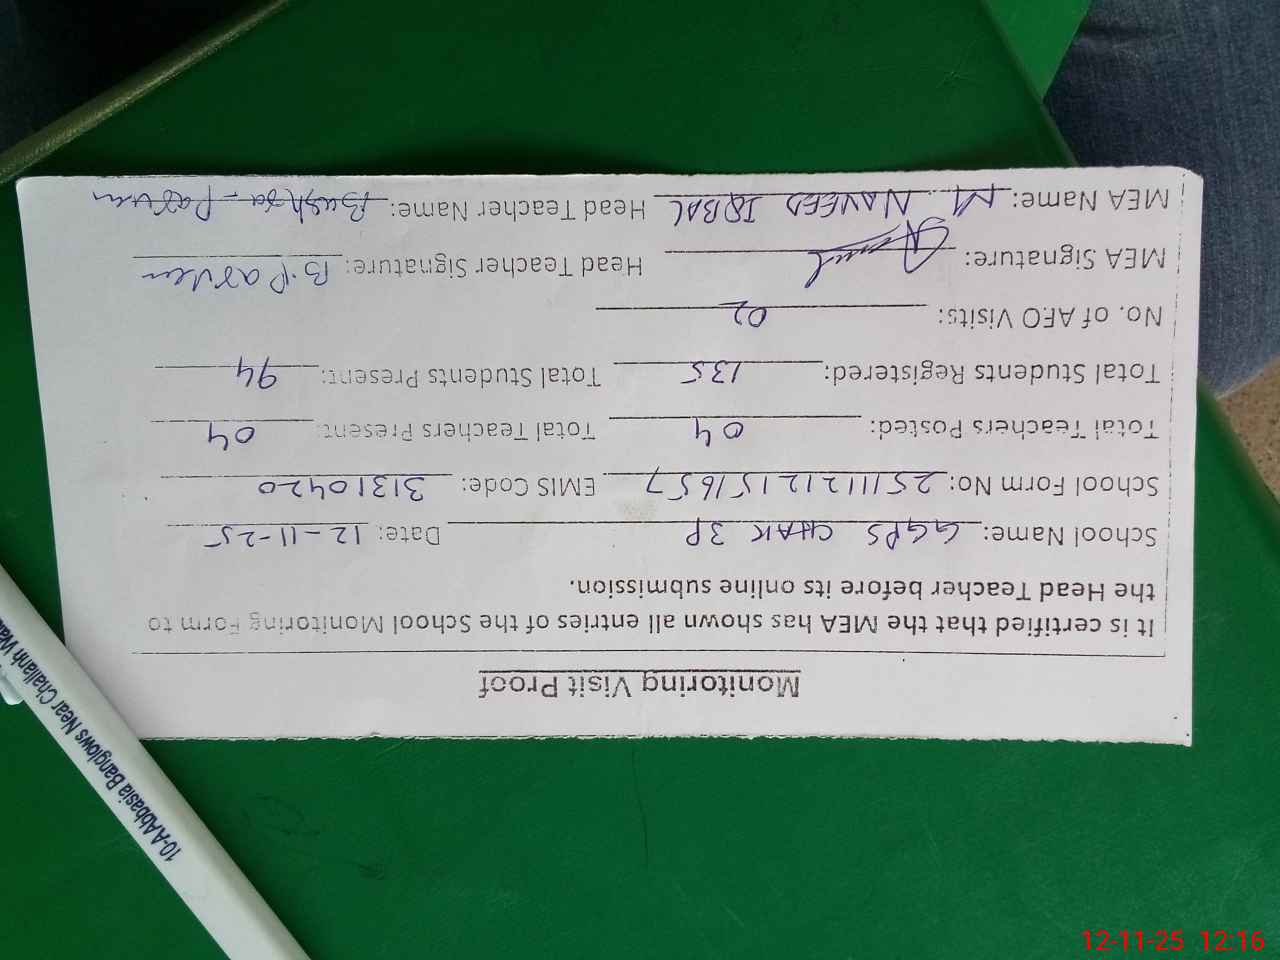 Monitoring Visit Proof
It is certified that the MEA has shown all entries of the School Monitoring Form to
the Head Teacher before its online submission.
School Name: GGPS CHAK 3P Date: 12-11-25
School Form No: 25111212151657 EMIS Code: 31310420
Total Teachers Posted: 04 Total Teachers Present: 04
Total Students Registered: 135 Total Students Present: 94
No. of AEO Visits: 02
MEA Signature: Head Teacher Signature: B.Parveen
MEA Name: M. NAVEED IQBAL Head Teacher Name: Bushra Parveen
10-A Abbasia Banglows Near Challanh
12-11-25 12:16